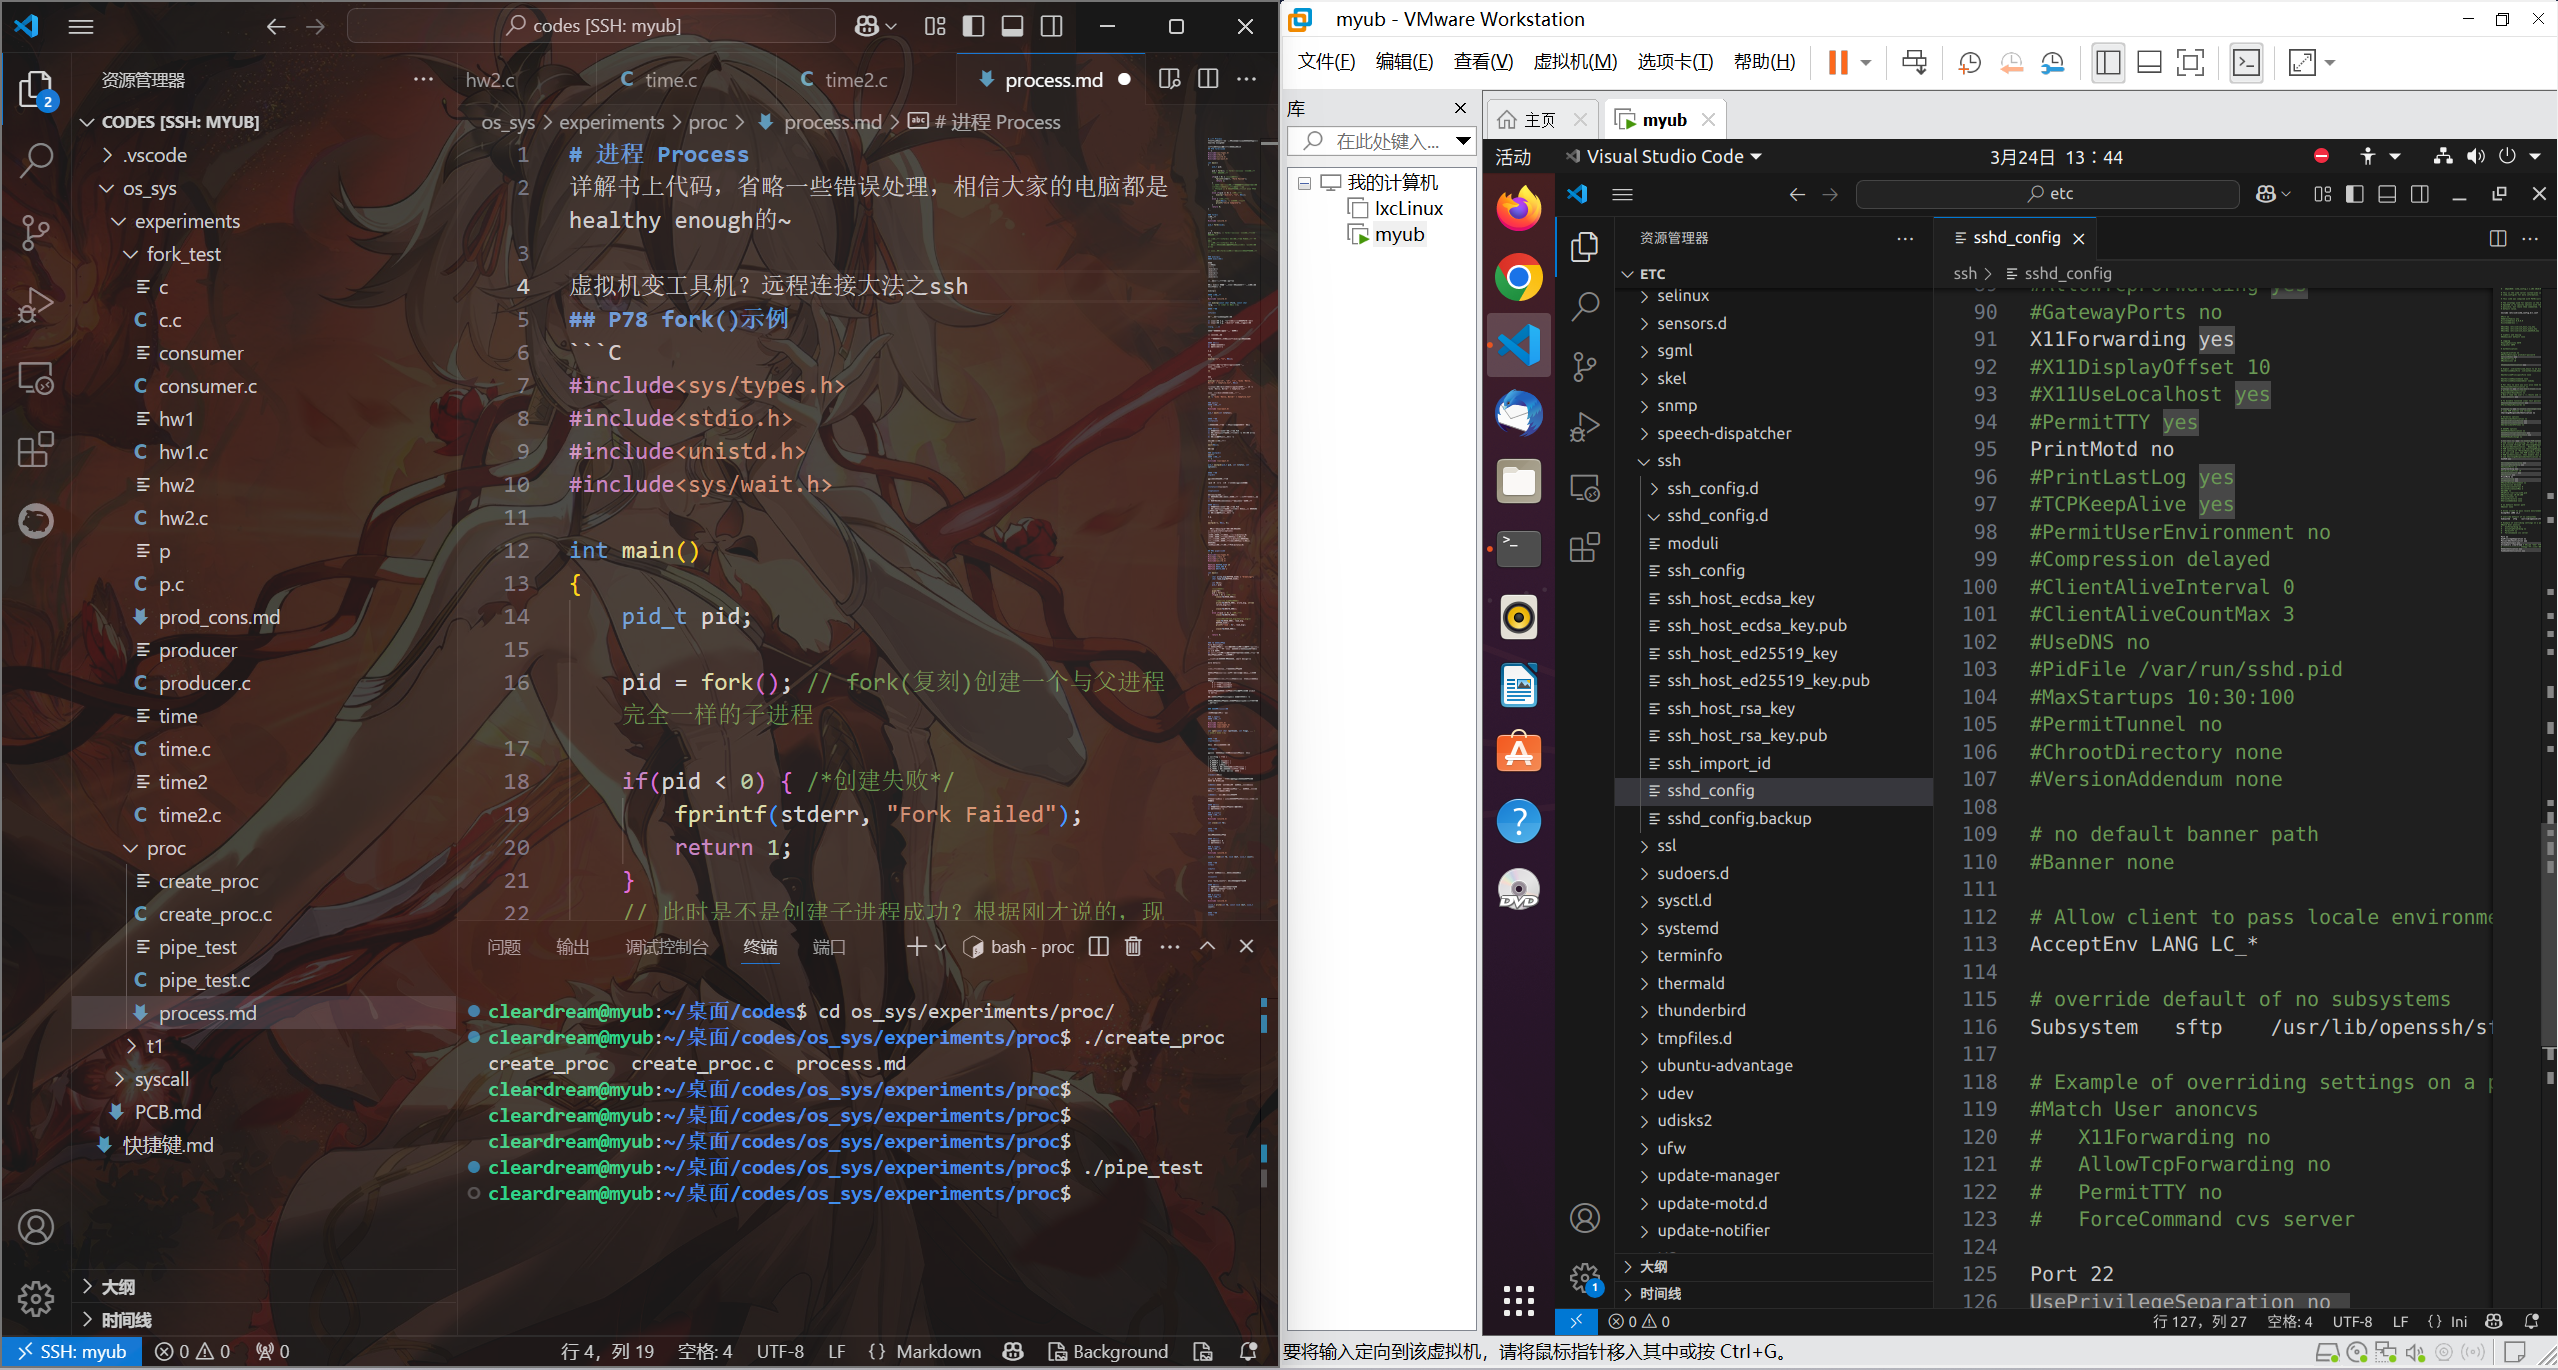 codes [SSH: myub]
资源管理器
CODES [SSH: MYUB]
.vscode
os_sys
experiments
fork_test
c
c.c
consumer
consumer.c
hw1
hw1.c
hw2
hw2.c
p
p.c
prod_cons.md
producer
producer.c
time
time.c
time2
time2.c
proc
create_proc
create_proc.c
pipe_test
pipe_test.c
process.md
t1
syscall
PCB.md
快捷键.md
大纲
时间线
2
hw2.c
time.c
time2.c
process.md
os_sys > experiments > proc > process.md > # 进程 Process
1 # 进程 Process
2 详解书上代码，省略一些错误处理，相信大家的电脑都是
healthy enough的~
3
4 虚拟机变工具机？远程连接大法之ssh
5 ## P78 fork()示例
6 ```C
7 #include<sys/types.h>
8 #include<stdio.h>
9 #include<unistd.h>
10 #include<sys/wait.h>
11
12 int main()
13 {
14 pid_t pid;
15
16 pid = fork(); // fork(复刻)创建一个与父进程
完全一样的子进程
17
18 if(pid < 0) { /*创建失败*/
19 fprintf(stderr, "Fork Failed");
20 return 1;
21 }
22 // 此时是不是创建子进程成功？根据刚才说的，现
问题 输出 调试控制台 终端 端口 bash - proc
cleardream@myub:~/桌面/codes$ cd os_sys/experiments/proc/
cleardream@myub:~/桌面/codes/os_sys/experiments/proc$ ./create_proc
create_proc create_proc.c process.md
cleardream@myub:~/桌面/codes/os_sys/experiments/proc$
cleardream@myub:~/桌面/codes/os_sys/experiments/proc$
cleardream@myub:~/桌面/codes/os_sys/experiments/proc$
cleardream@myub:~/桌面/codes/os_sys/experiments/proc$ ./pipe_test
cleardream@myub:~/桌面/codes/os_sys/experiments/proc$
SSH: myub 0 0 0 行 4，列 19 空格: 4 UTF-8 LF {} Markdown Background
myub - VMware Workstation
文件(F) 编辑(E) 查看(V) 虚拟机(M) 选项卡(T) 帮助(H)
库
在此处键入...
我的计算机
lxcLinux
myub
主页 myub
活动 Visual Studio Code 3月24日 13：44
etc
资源管理器
ETC
selinux
sensors.d
sgml
skel
snmp
speech-dispatcher
ssh
ssh_config.d
sshd_config.d
moduli
ssh_config
ssh_host_ecdsa_key
ssh_host_ecdsa_key.pub
ssh_host_ed25519_key
ssh_host_ed25519_key.pub
ssh_host_rsa_key
ssh_host_rsa_key.pub
ssh_import_id
sshd_config
sshd_config.backup
ssl
sudoers.d
sysctl.d
systemd
terminfo
thermald
thunderbird
tmpfiles.d
ubuntu-advantage
udev
udisks2
ufw
update-manager
update-motd.d
update-notifier
大纲
时间线
1
sshd_config
ssh > sshd_config
89 #AllowTcpForwarding yes
90 #GatewayPorts no
91 X11Forwarding yes
92 #X11DisplayOffset 10
93 #X11UseLocalhost yes
94 #PermitTTY yes
95 PrintMotd no
96 #PrintLastLog yes
97 #TCPKeepAlive yes
98 #PermitUserEnvironment no
99 #Compression delayed
100 #ClientAliveInterval 0
101 #ClientAliveCountMax 3
102 #UseDNS no
103 #PidFile /var/run/sshd.pid
104 #MaxStartups 10:30:100
105 #PermitTunnel no
106 #ChrootDirectory none
107 #VersionAddendum none
108
109 # no default banner path
110 #Banner none
111
112 # Allow client to pass locale environme
113 AcceptEnv LANG LC_*
114
115 # override default of no subsystems
116 Subsystem sftp /usr/lib/openssh/sf
117
118 # Example of overriding settings on a p
119 #Match User anoncvs
120 # X11Forwarding no
121 # AllowTcpForwarding no
122 # PermitTTY no
123 # ForceCommand cvs server
124
125 Port 22
126 UsePrivilegeSeparation no
0 0 行 127，列 27 空格: 4 UTF-8 LF {} Ini
DVD
要将输入定向到该虚拟机，请将鼠标指针移入其中或按 Ctrl+G。